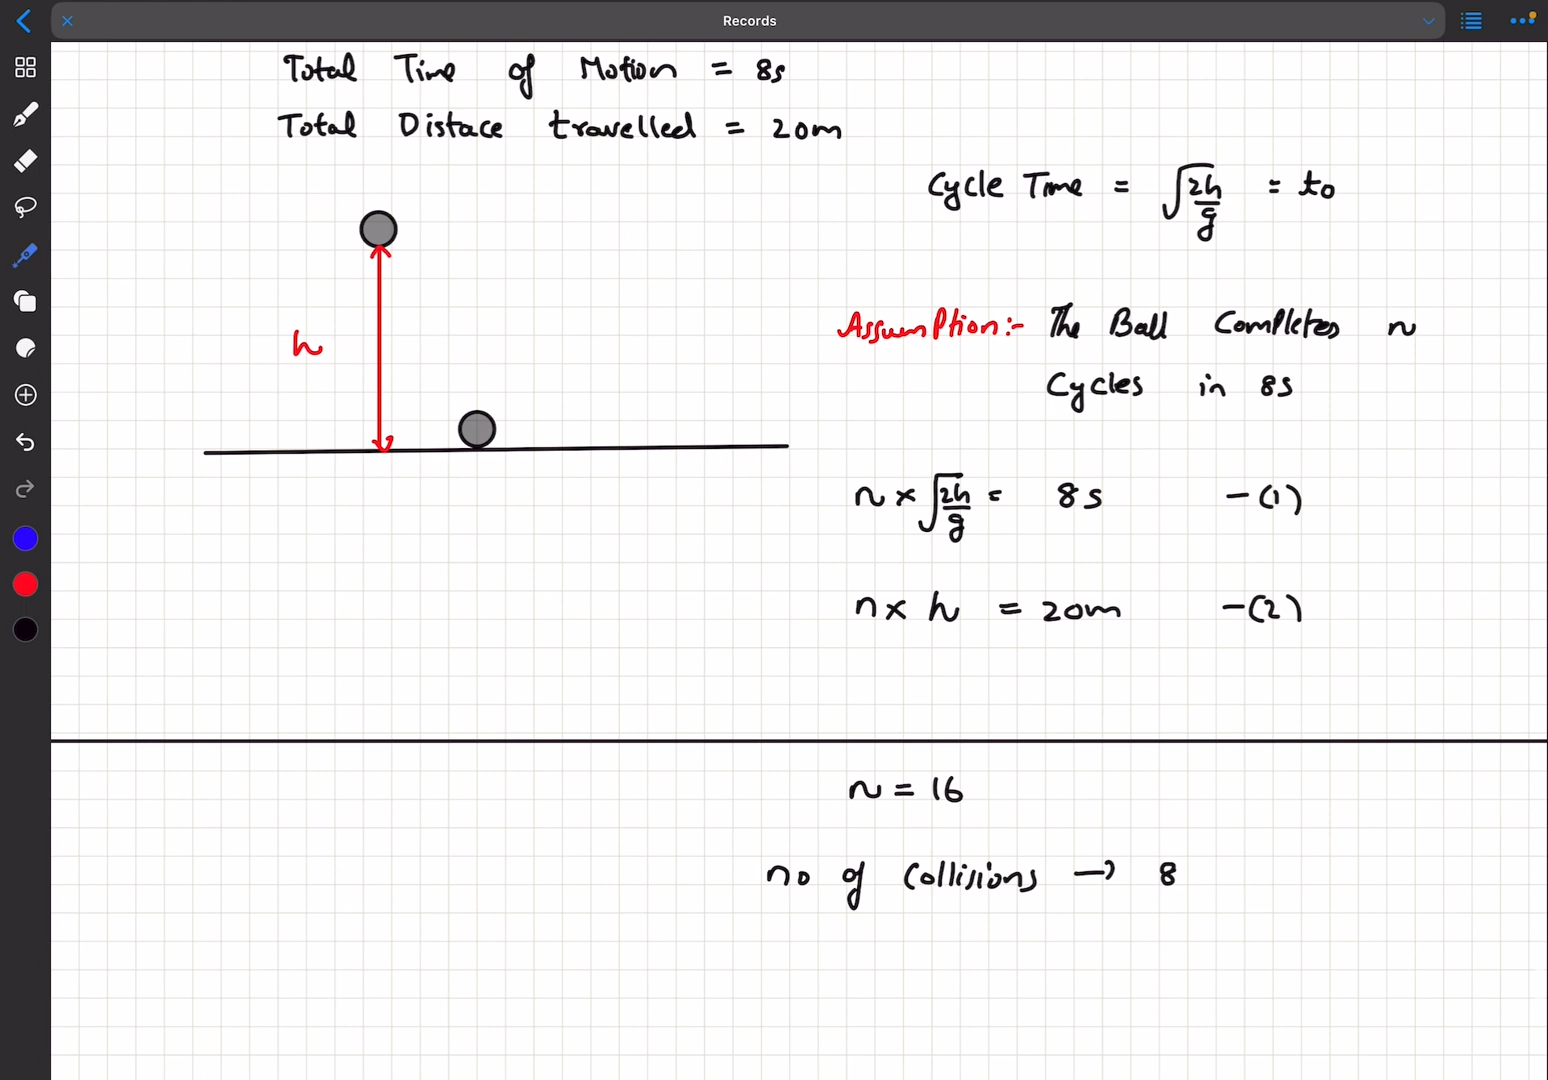 Records
Total Time of Motion = 8s
Total Distace travelled = 20m
Cycle Time = √2h/g = to
h
Assumption:- The Ball Completes n
Cycles in 8s
n × √2h/g = 8s -(1)
n × h = 20m -(2)
n = 16
no of Collisions → 8